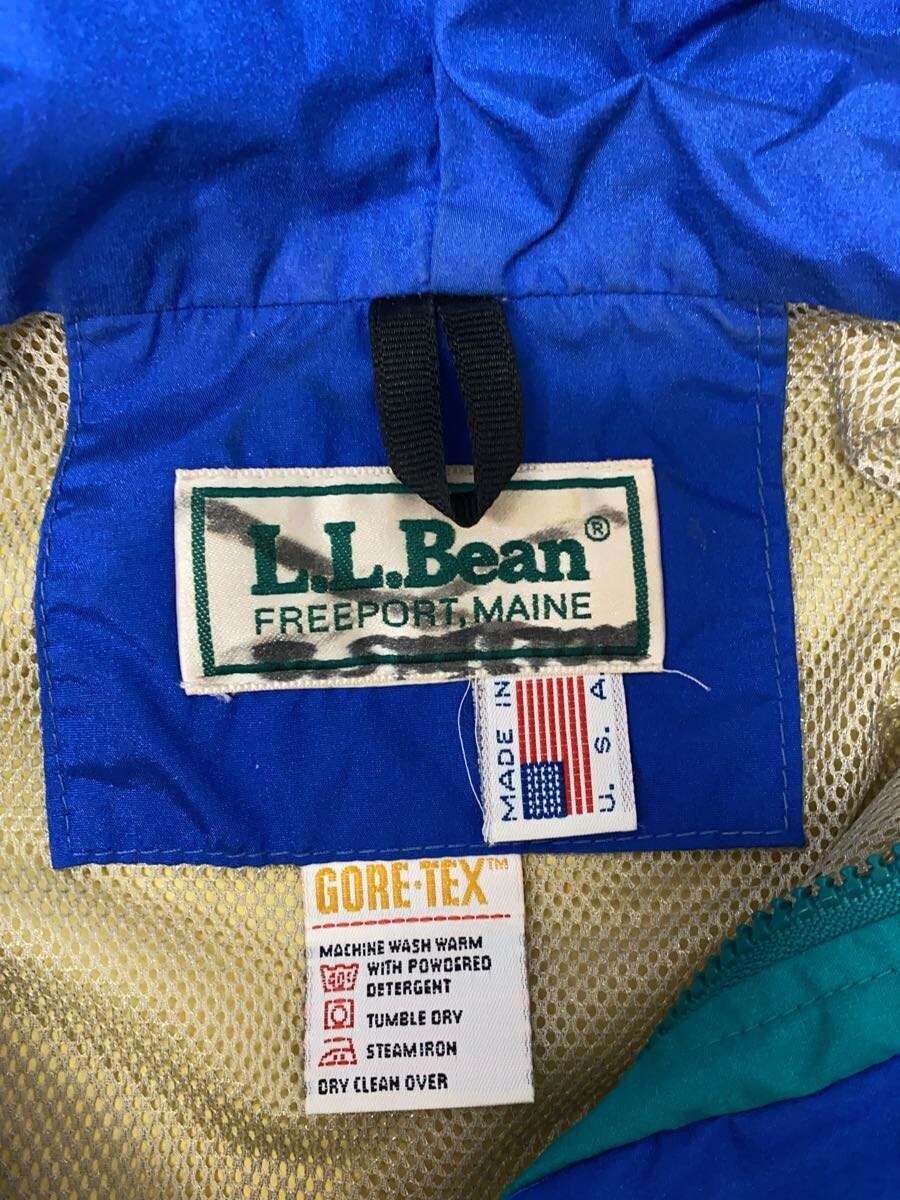 L.L.Bean®
FREEPORT, MAINE
MADE IN
U. S. A.
GORE-TEX™
MACHINE WASH WARM
WITH POWDERED
DETERGENT
TUMBLE DRY
STEAM IRON
DRY CLEAN OVER